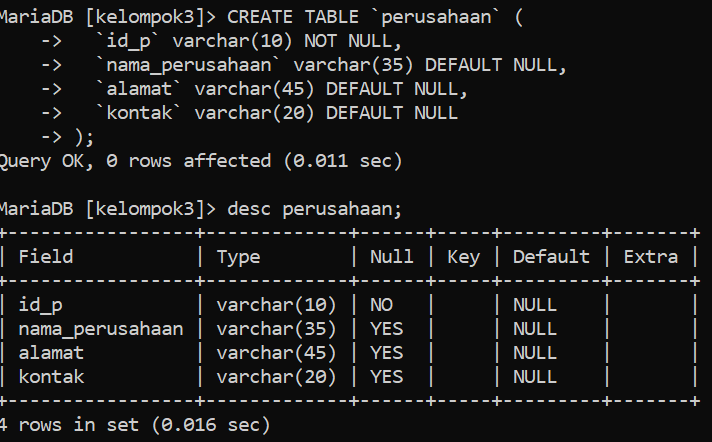 MariaDB [kelompok3]> CREATE TABLE `perusahaan` (
    ->   `id_p` varchar(10) NOT NULL,
    ->   `nama_perusahaan` varchar(35) DEFAULT NULL,
    ->   `alamat` varchar(45) DEFAULT NULL,
    ->   `kontak` varchar(20) DEFAULT NULL
    -> );
Query OK, 0 rows affected (0.011 sec)

MariaDB [kelompok3]> desc perusahaan;
+-----------------+-------------+------+-----+---------+-------+
| Field           | Type        | Null | Key | Default | Extra |
+-----------------+-------------+------+-----+---------+-------+
| id_p            | varchar(10) | NO   |     | NULL    |       |
| nama_perusahaan | varchar(35) | YES  |     | NULL    |       |
| alamat          | varchar(45) | YES  |     | NULL    |       |
| kontak          | varchar(20) | YES  |     | NULL    |       |
+-----------------+-------------+------+-----+---------+-------+
4 rows in set (0.016 sec)